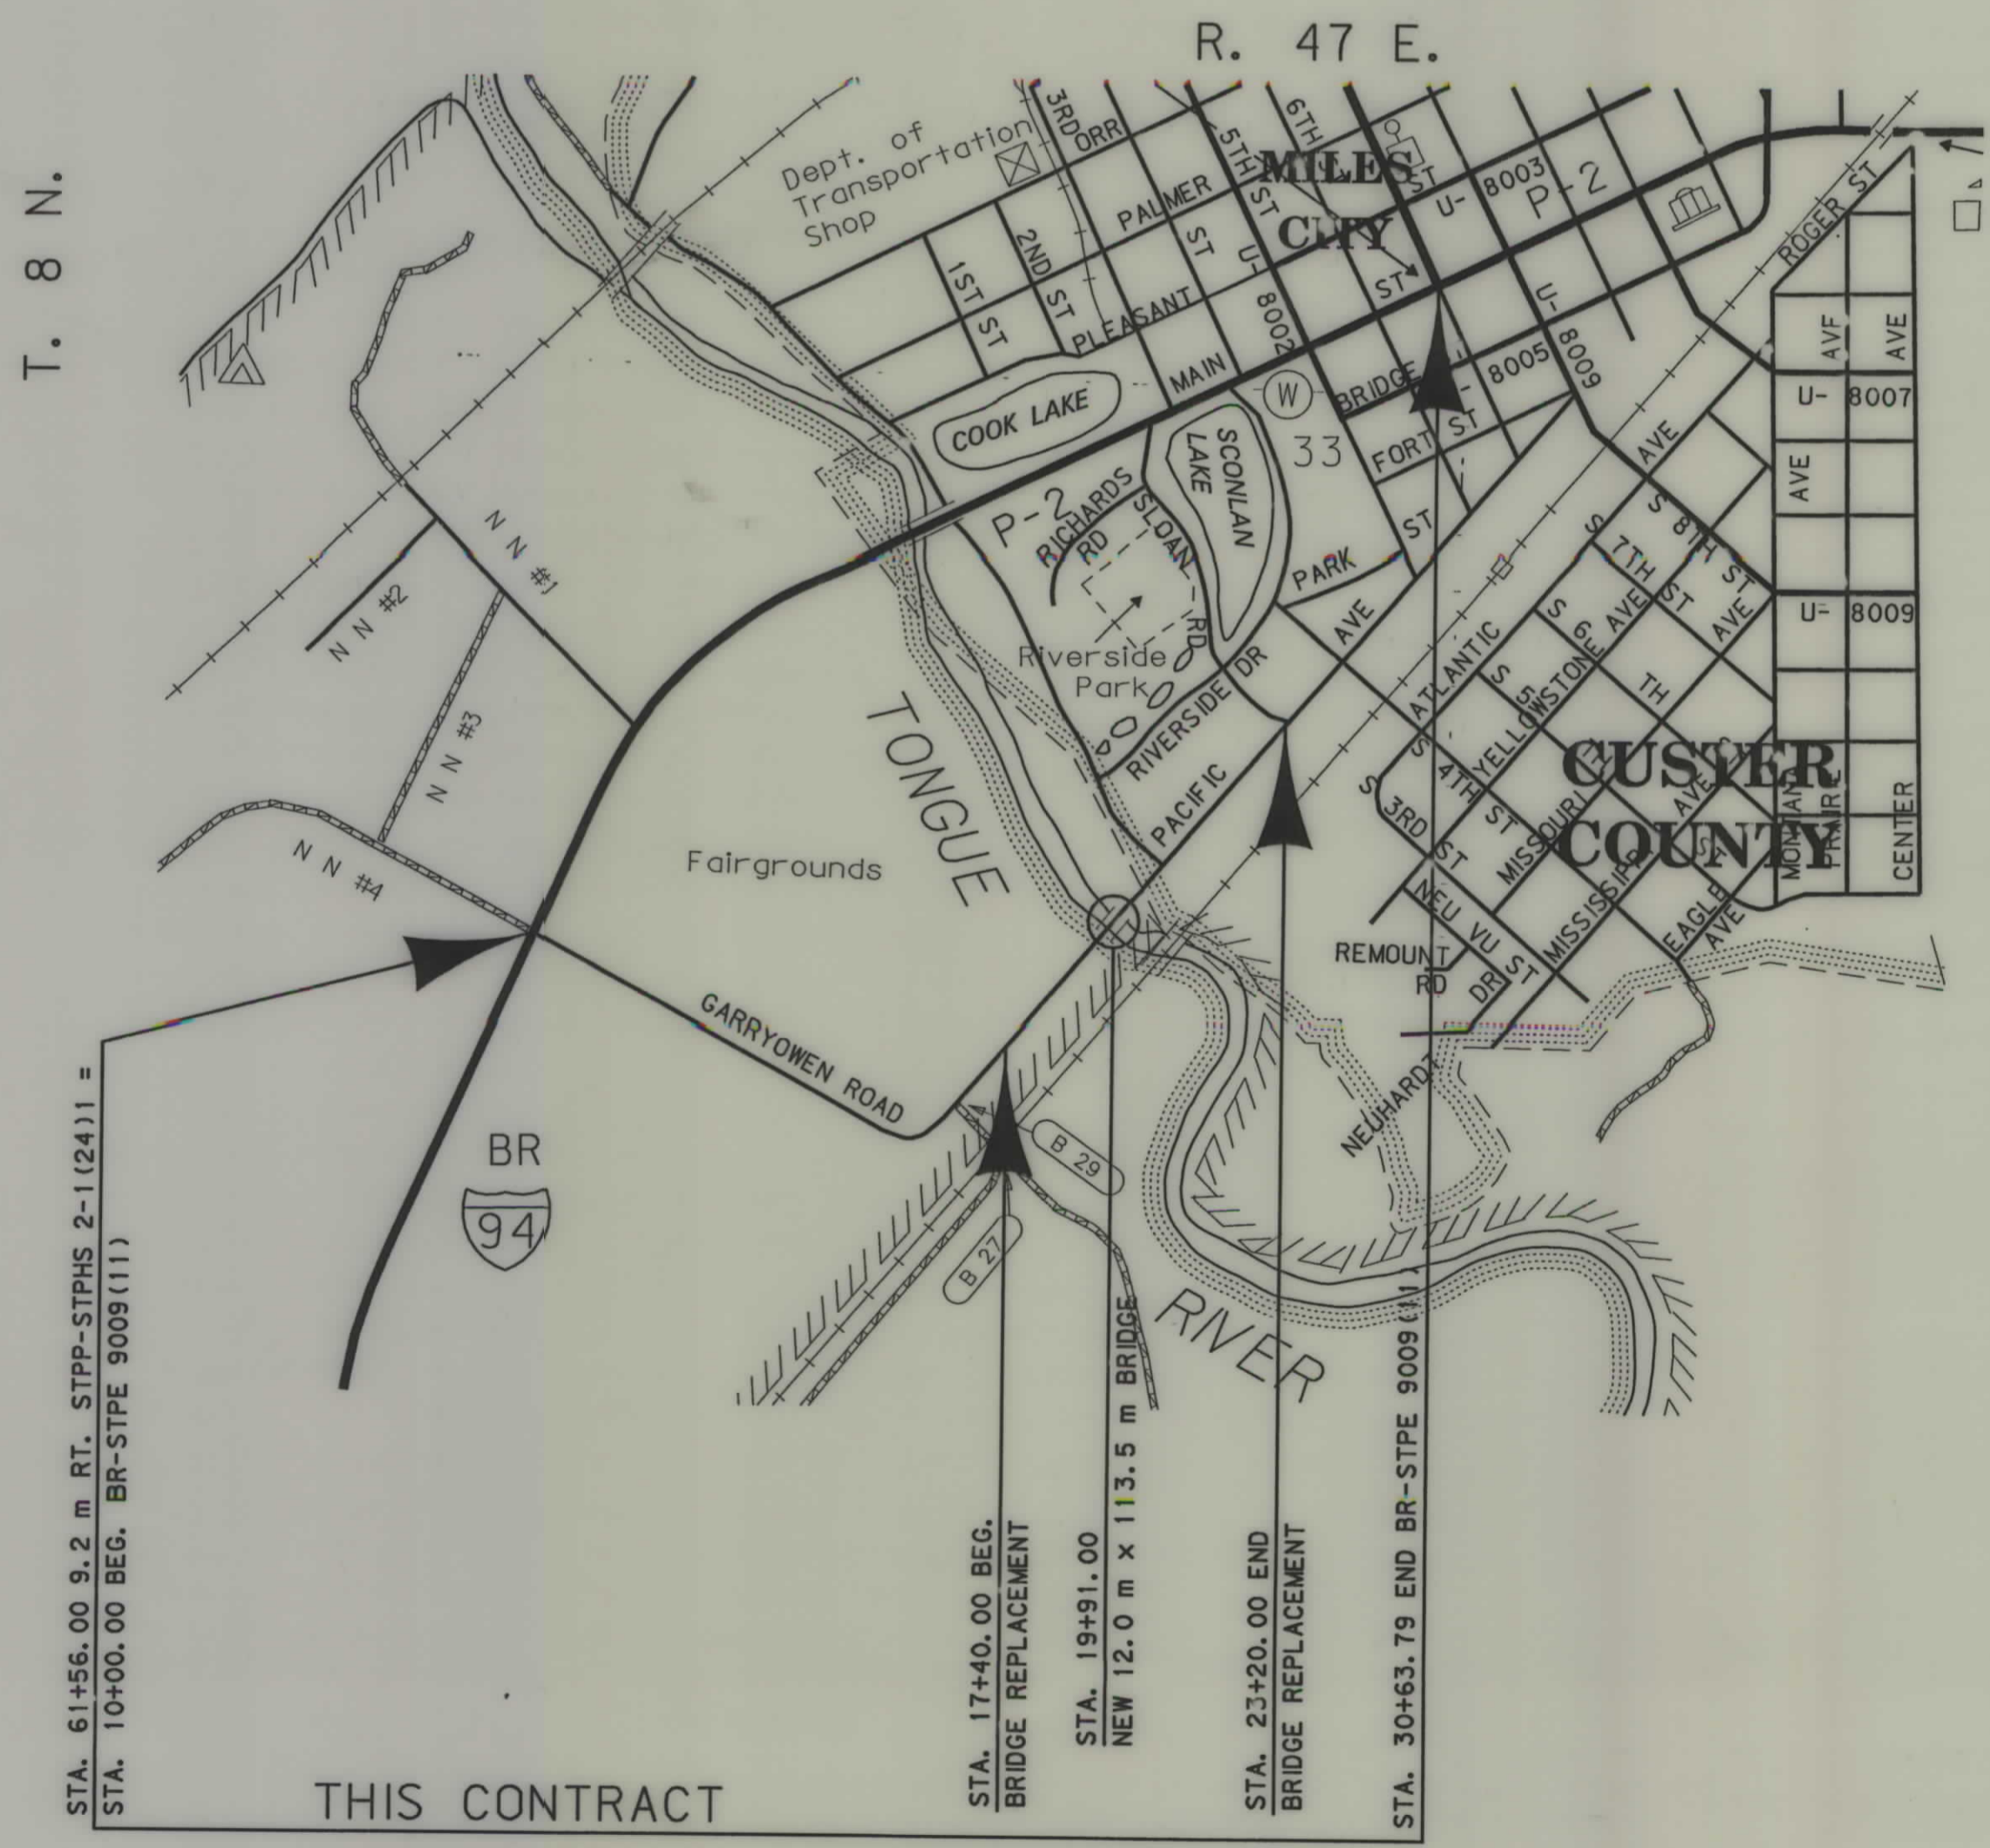 R. 47 E.
T. 8 N.
Dept. of
Transportation
Shop
3RD
ORR
5TH
ST
6TH
MILES
CITY
ST
U- 8003
P-2
ROGER ST
1ST ST
2ND ST
PALMER
ST
PLEASANT
U- 8002
ST
U- 8009
MAIN
COOK LAKE
W
33
BRIDGE
8005
FORT ST
ST
AVE
AVE
U- 8007
AVE
U- 8009
SCONLAN
LAKE
P-2
RICHARDS
RD
SLOAN
RD
PARK
AVE
AVE
S 8TH ST
S 7TH ST
S 6TH
S 5TH
S 4TH ST
S 3RD ST
ATLANTIC
YELLOWSTONE
AVE
AVE
MISSOURI
AVE
CUSTER
COUNTY
CENTER
EAGLE
AVE
NEU VU ST
DR
REMOUNT
RD
NEUHARDT
Riverside
Park
RIVERSIDE DR
PACIFIC
N N #1
N N #2
N N #3
N N #4
TONGUE
RIVER
Fairgrounds
GARRYOWEN ROAD
BR
94
B 29
B 27
STA. 61+56.00 9.2 m RT. STPP-STPHS 2-1(24)1 =
STA. 10+00.00 BEG. BR-STPE 9009(11)
THIS CONTRACT
STA. 17+40.00 BEG.
BRIDGE REPLACEMENT
STA. 19+91.00
NEW 12.0 m x 113.5 m BRIDGE
STA. 23+20.00 END
BRIDGE REPLACEMENT
STA. 30+63.79 END BR-STPE 9009(11)